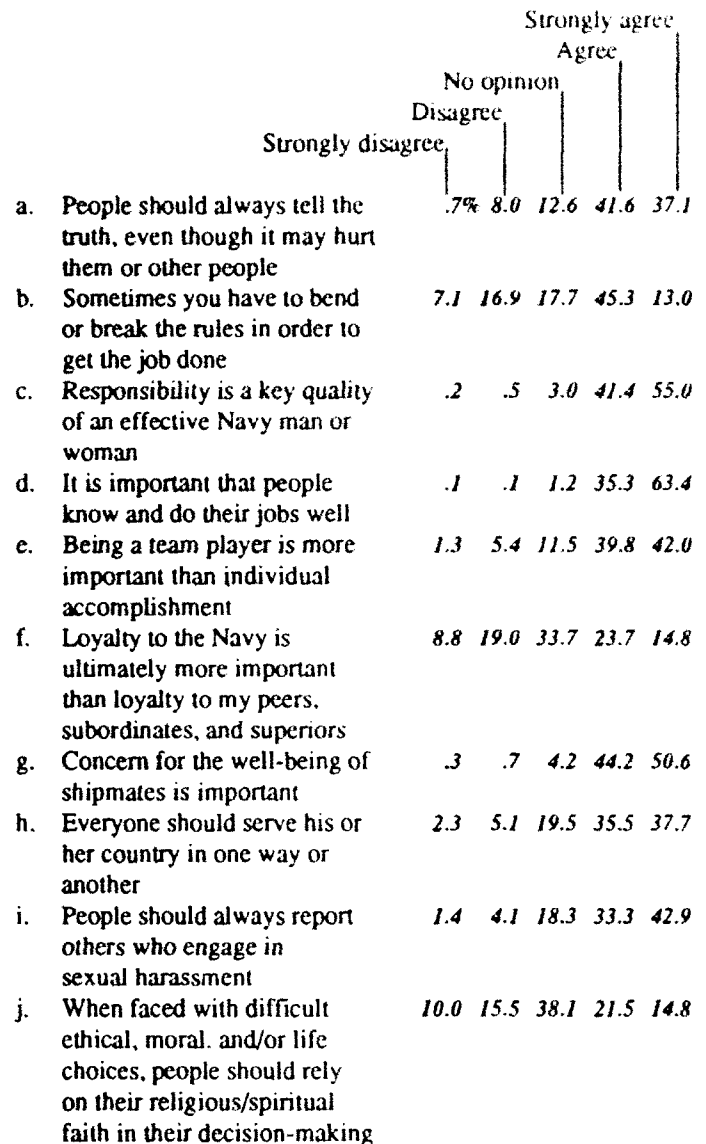 Strongly agree
Agree
No opinion
Disagree
Strongly disagree
a. People should always tell the .7% 8.0 12.6 41.6 37.1
truth, even though it may hurt
them or other people
b. Sometimes you have to bend 7.1 16.9 17.7 45.3 13.0
or break the rules in order to
get the job done
c. Responsibility is a key quality .2 .5 3.0 41.4 55.0
of an effective Navy man or
woman
d. It is important that people .1 .1 1.2 35.3 63.4
know and do their jobs well
e. Being a team player is more 1.3 5.4 11.5 39.8 42.0
important than individual
accomplishment
f. Loyalty to the Navy is 8.8 19.0 33.7 23.7 14.8
ultimately more important
than loyalty to my peers,
subordinates, and superiors
g. Concern for the well-being of .3 .7 4.2 44.2 50.6
shipmates is important
h. Everyone should serve his or 2.3 5.1 19.5 35.5 37.7
her country in one way or
another
i. People should always report 1.4 4.1 18.3 33.3 42.9
others who engage in
sexual harassment
j. When faced with difficult 10.0 15.5 38.1 21.5 14.8
ethical, moral. and/or life
choices, people should rely
on their religious/spiritual
faith in their decision-making